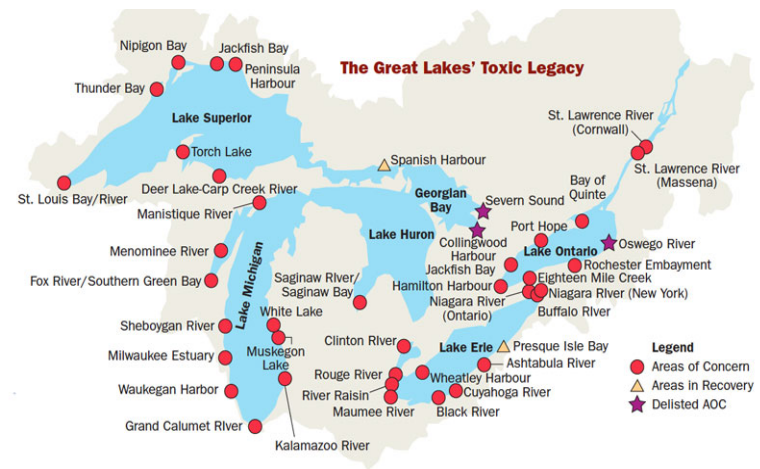 The Great Lakes' Toxic Legacy
Nipigon Bay
Jackfish Bay
Peninsula
Harbour
Thunder Bay
Lake Superior
St. Lawrence River
(Cornwall)
Torch Lake
Spanish Harbour
St. Lawrence River
(Massena)
St. Louis Bay/River
Deer Lake-Carp Creek River
Manistique River
Georgian
Bay
Severn Sound
Bay of
Quinte
Port Hope
Menominee River
Lake Huron
Collingwood
Harbour
Lake Ontario
Oswego River
Jackfish Bay
Rochester Embayment
Fox River/Southern Green Bay
Lake Michigan
Saginaw River/
Saginaw Bay
Hamilton Harbour
Eighteen Mile Creek
Niagara River
(Ontario)
Niagara River (New York)
Buffalo River
White Lake
Sheboygan River
Muskegon
Lake
Clinton River
Lake Erie
Presque Isle Bay
Milwaukee Estuary
Ashtabula River
Rouge River
Wheatley Harbour
Waukegan Harbor
River Raisin
Cuyahoga River
Maumee River
Black River
Grand Calumet River
Kalamazoo River
Legend
Areas of Concern
Areas in Recovery
Delisted AOC